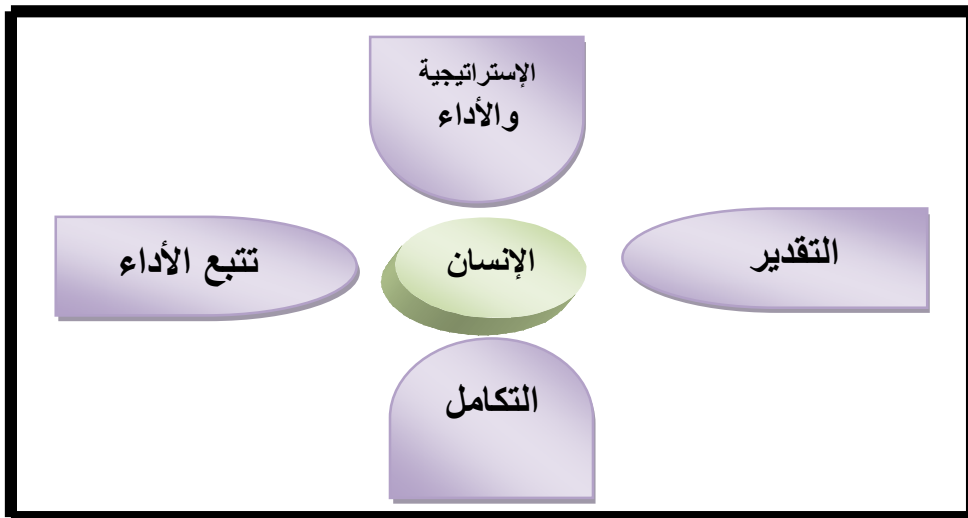 الإستراتيجية
والأداء
التقدير
الإنسان
تتبع الأداء
التكامل